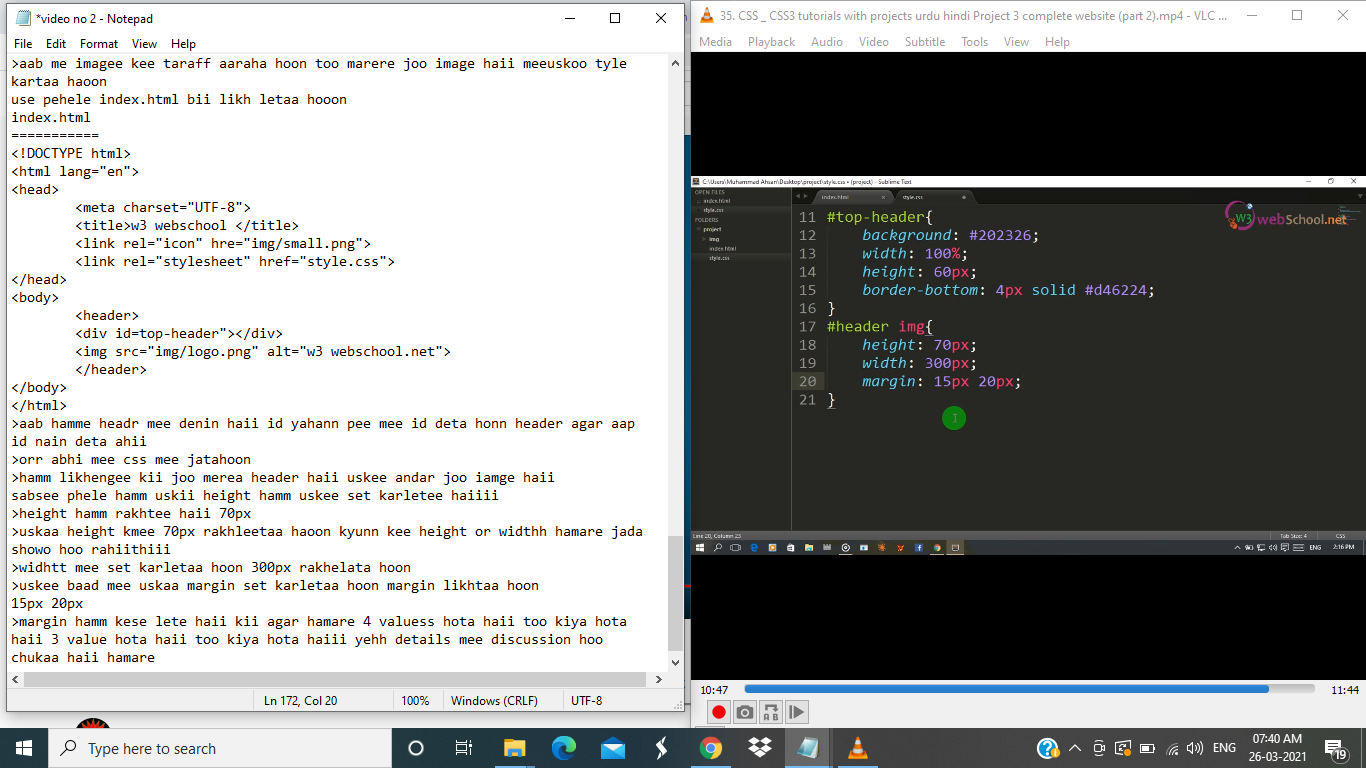 *video no 2 - Notepad
File Edit Format View Help
>aab me imagee kee taraff aaraha hoon too marere joo image haii meeuskoo tyle
kartaa haoon
use pehele index.html bii likh letaa hooon
index.html
===========
<!DOCTYPE html>
<html lang="en">
<head>
<meta charset="UTF-8">
<title>w3 webschool </title>
<link rel="icon" hre="img/small.png">
<link rel="stylesheet" href="style.css">
</head>
<body>
<header>
<div id=top-header"></div>
<img src="img/logo.png" alt="w3 webschool.net">
</header>
</body>
</html>
>aab hamme headr mee denin haii id yahann pee mee id deta honn header agar aap
id nain deta ahii
>orr abhi mee css mee jatahoon
>hamm likhengee kii joo merea header haii uskee andar joo iamge haii
sabsee phele hamm uskii height hamm uskee set karletee haiiii
>height hamm rakhtee haii 70px
>uskaa height kmee 70px rakhleetaa haoon kyunn kee height or widthh hamare jada
showo hoo rahiithiii
>widhtt mee set karletaa hoon 300px rakhelata hoon
>uskee baad mee uskaa margin set karletaa hoon margin likhtaa hoon
15px 20px
>margin hamm kese lete haii kii agar hamare 4 valuess hota haii too kiya hota
haii 3 value hota haii too kiya hota haiii yehh details mee discussion hoo
chukaa haii hamare
Ln 172, Col 20 100% Windows (CRLF) UTF-8
35. CSS _ CSS3 tutorials with projects urdu hindi Project 3 complete website (part 2).mp4 - VLC ...
Media Playback Audio Video Subtitle Tools View Help
C:\Users\Muhammad Ahsan\Desktop\project\style.css • (project) - Sublime Text
OPEN FILES
index.html
style.css
FOLDERS
project
img
index.html
style.css
index.html style.css
W3 webSchool.net
11 #top-header{
12 background: #202326;
13 width: 100%;
14 height: 60px;
15 border-bottom: 4px solid #d46224;
16 }
17 #header img{
18 height: 70px;
19 width: 300px;
20 margin: 15px 20px;
21 }
Line 20, Column 23 Tab Size: 4 CSS
ENG 2:16 PM
10:47 11:44
A B
Type here to search
ENG
07:40 AM
26-03-2021
19